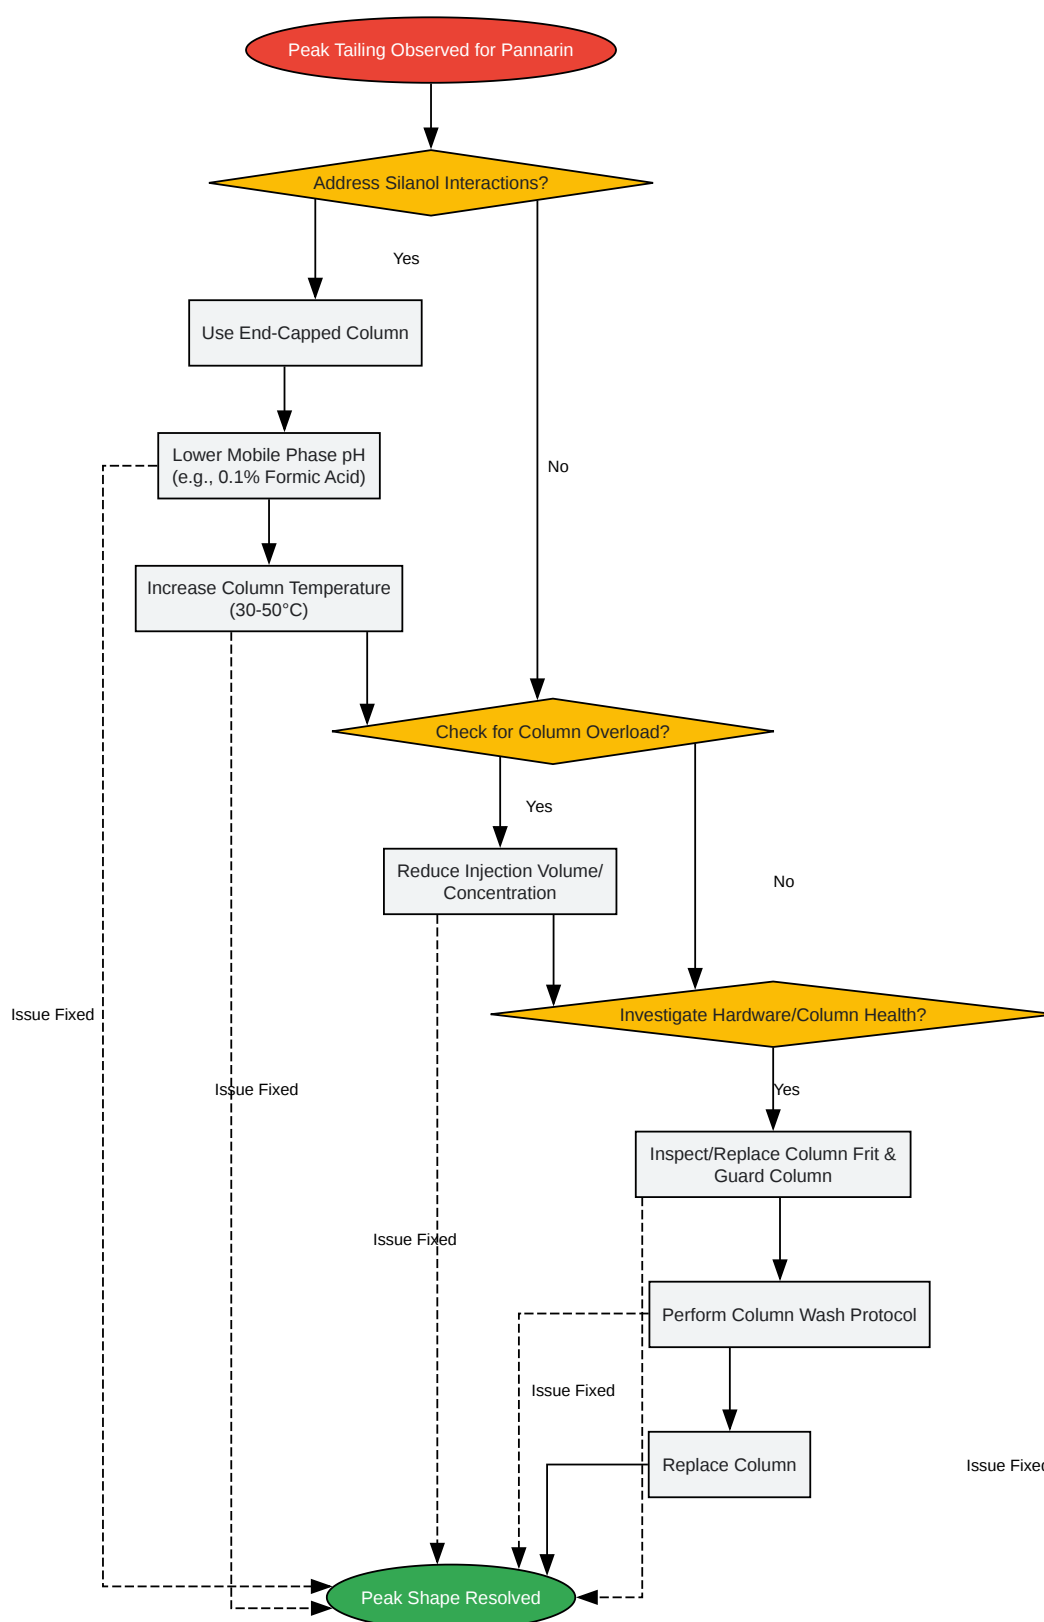 Peak Tailing Observed for Pannarin
Address Silanol Interactions?
Yes
Use End-Capped Column
Lower Mobile Phase pH
(e.g., 0.1% Formic Acid)
No
Increase Column Temperature
(30-50°C)
Check for Column Overload?
Yes
Reduce Injection Volume/
Concentration
No
Issue Fixed
Investigate Hardware/Column Health?
Issue Fixed
Yes
Inspect/Replace Column Frit &
Guard Column
Issue Fixed
Perform Column Wash Protocol
Issue Fixed
Replace Column
Issue Fixed
Peak Shape Resolved